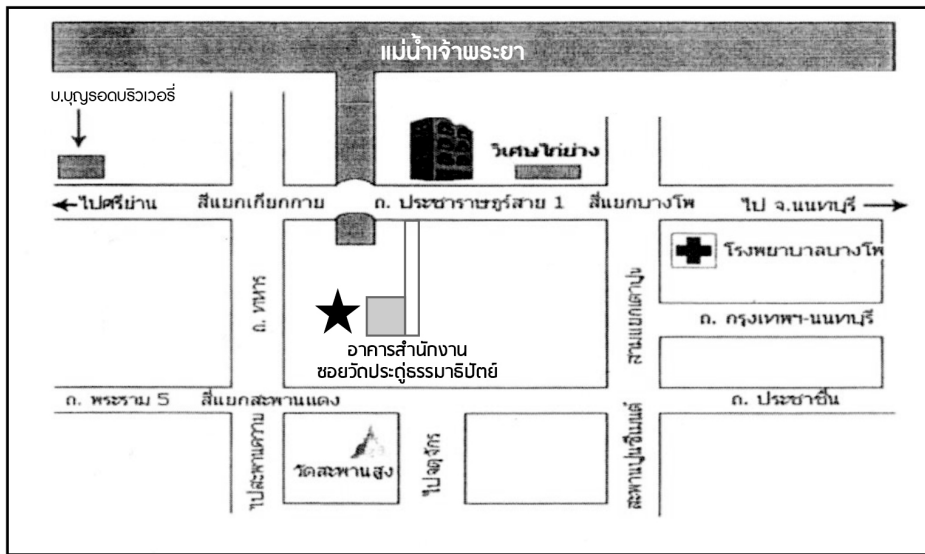 แม่น้ำเจ้าพระยา
บ.บุญรอดบริวเวอรี่
วิเศษไก่ย่าง
ไปศรีย่าน
สี่แยกเกียกกาย
ถ. ประชาราษฎร์สาย 1
สี่แยกบางโพ
ไป จ.นนทบุรี
โรงพยาบาลบางโพ
ถ. ทหาร
สามแยกเตาปูน
ถ. กรุงเทพฯ-นนทบุรี
อาคารสำนักงาน
ซอยวัดประดู่ธรรมาธิปัตย์
ถ. พระราม 5
สี่แยกสะพานแดง
ถ. ประชาชื่น
ไปสะพานควาย
วัดสะพานสูง
ไปจตุจักร
สะพานปูนซีเมนต์